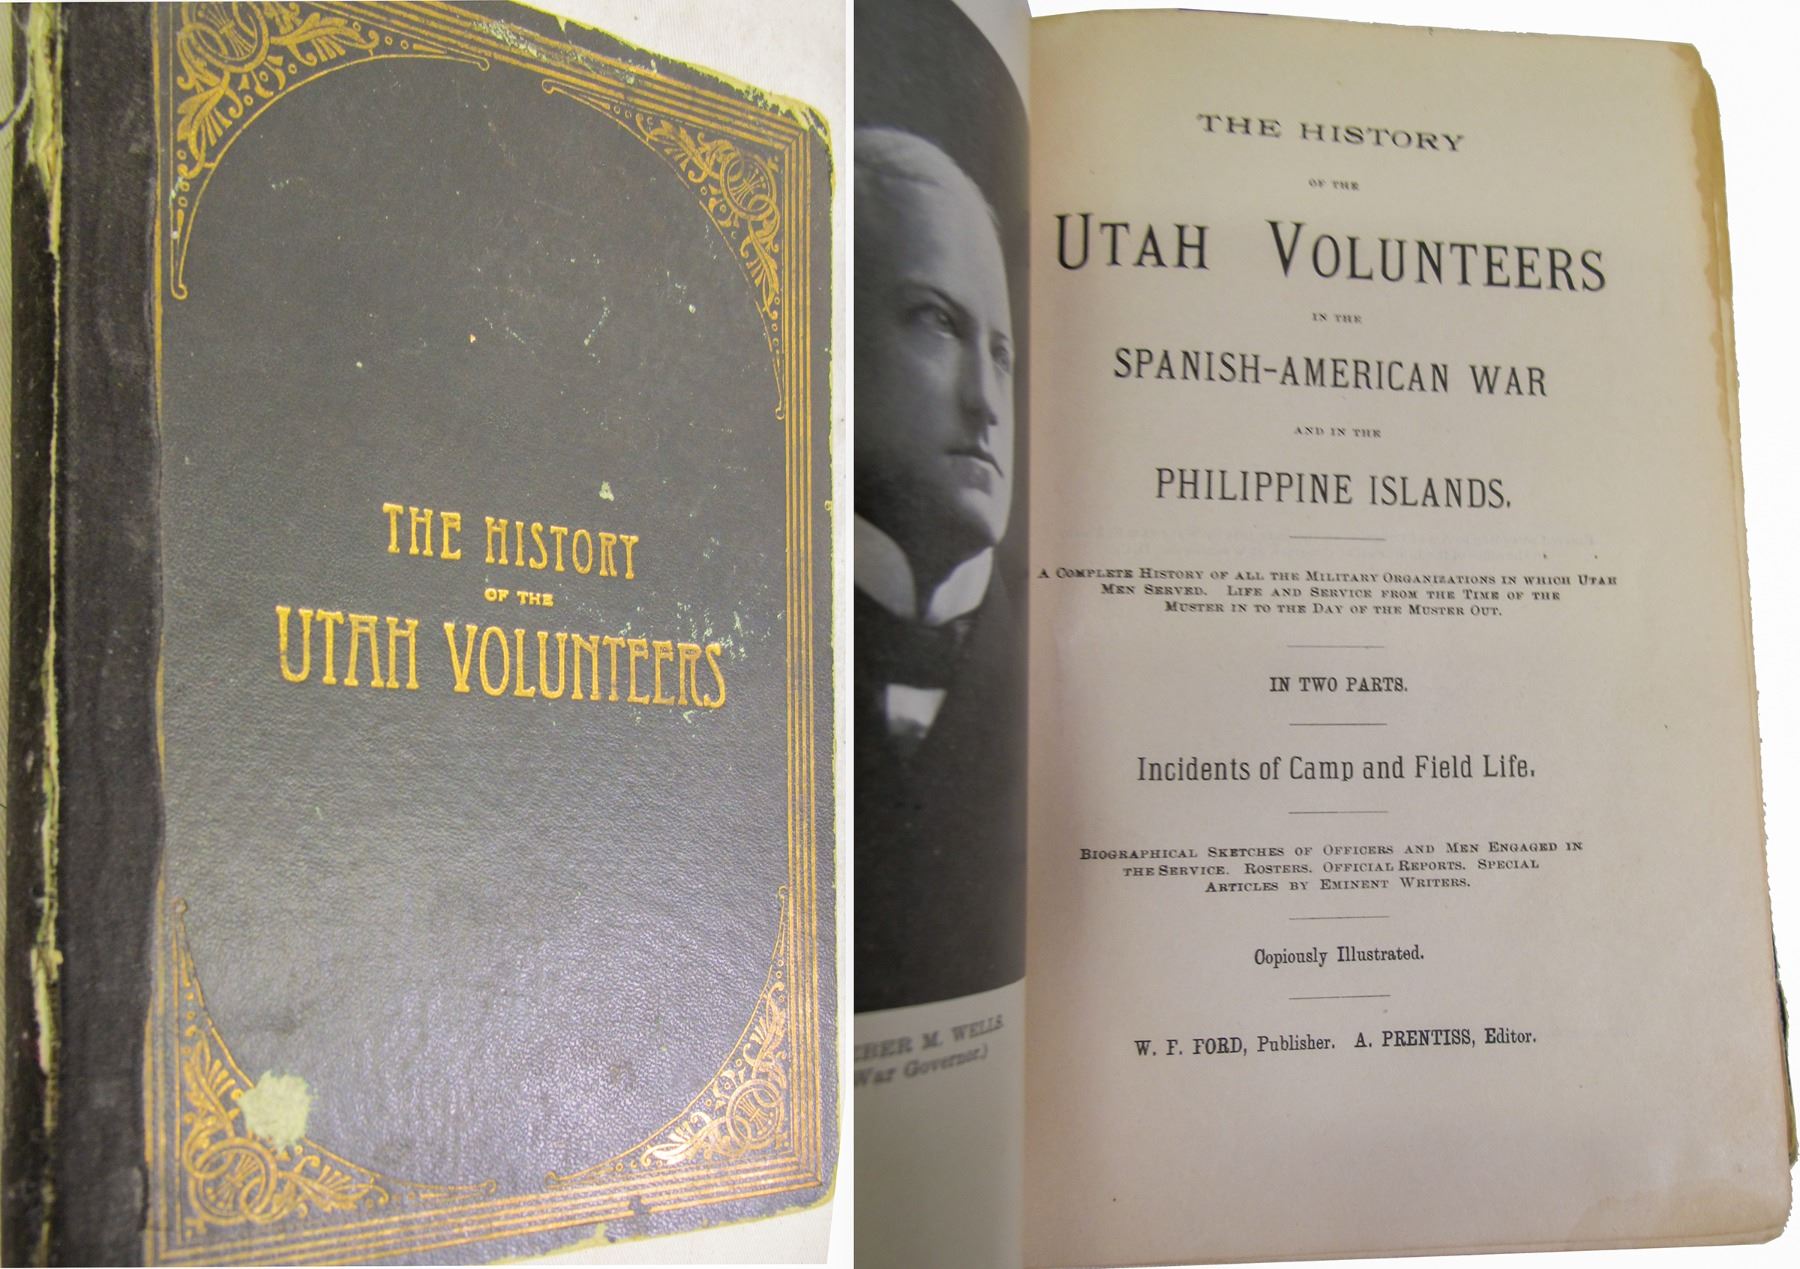 THE HISTORY
OF THE
UTAH VOLUNTEERS
M. WELLS
War Governor.)
THE HISTORY
OF THE
UTAH VOLUNTEERS
IN THE
SPANISH-AMERICAN WAR
AND IN THE
PHILIPPINE ISLANDS.
A COMPLETE HISTORY OF ALL THE MILITARY ORGANIZATIONS IN WHICH UTAH
MEN SERVED. LIFE AND SERVICE FROM THE TIME OF THE
MUSTER IN TO THE DAY OF THE MUSTER OUT.
IN TWO PARTS.
Incidents of Camp and Field Life.
BIOGRAPHICAL SKETCHES OF OFFICERS AND MEN ENGAGED IN
THE SERVICE. ROSTERS. OFFICIAL REPORTS. SPECIAL
ARTICLES BY EMINENT WRITERS.
Copiously Illustrated.
W. F. FORD, Publisher. A. PRENTISS, Editor.